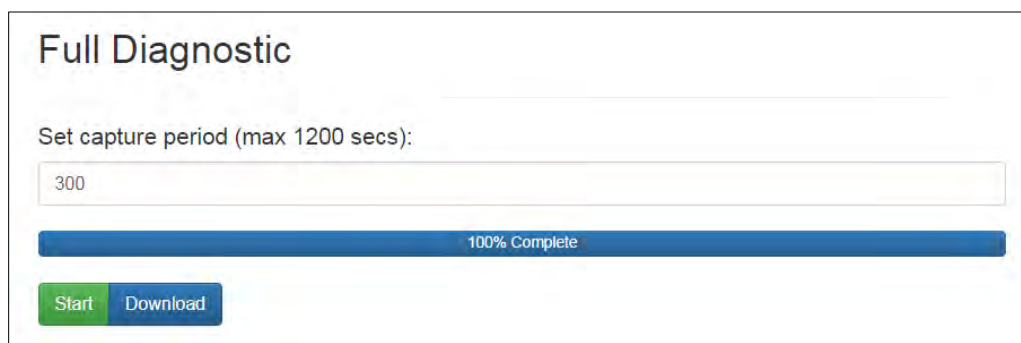 Full Diagnostic
Set capture period (max 1200 secs):
300
100% Complete
Start Download